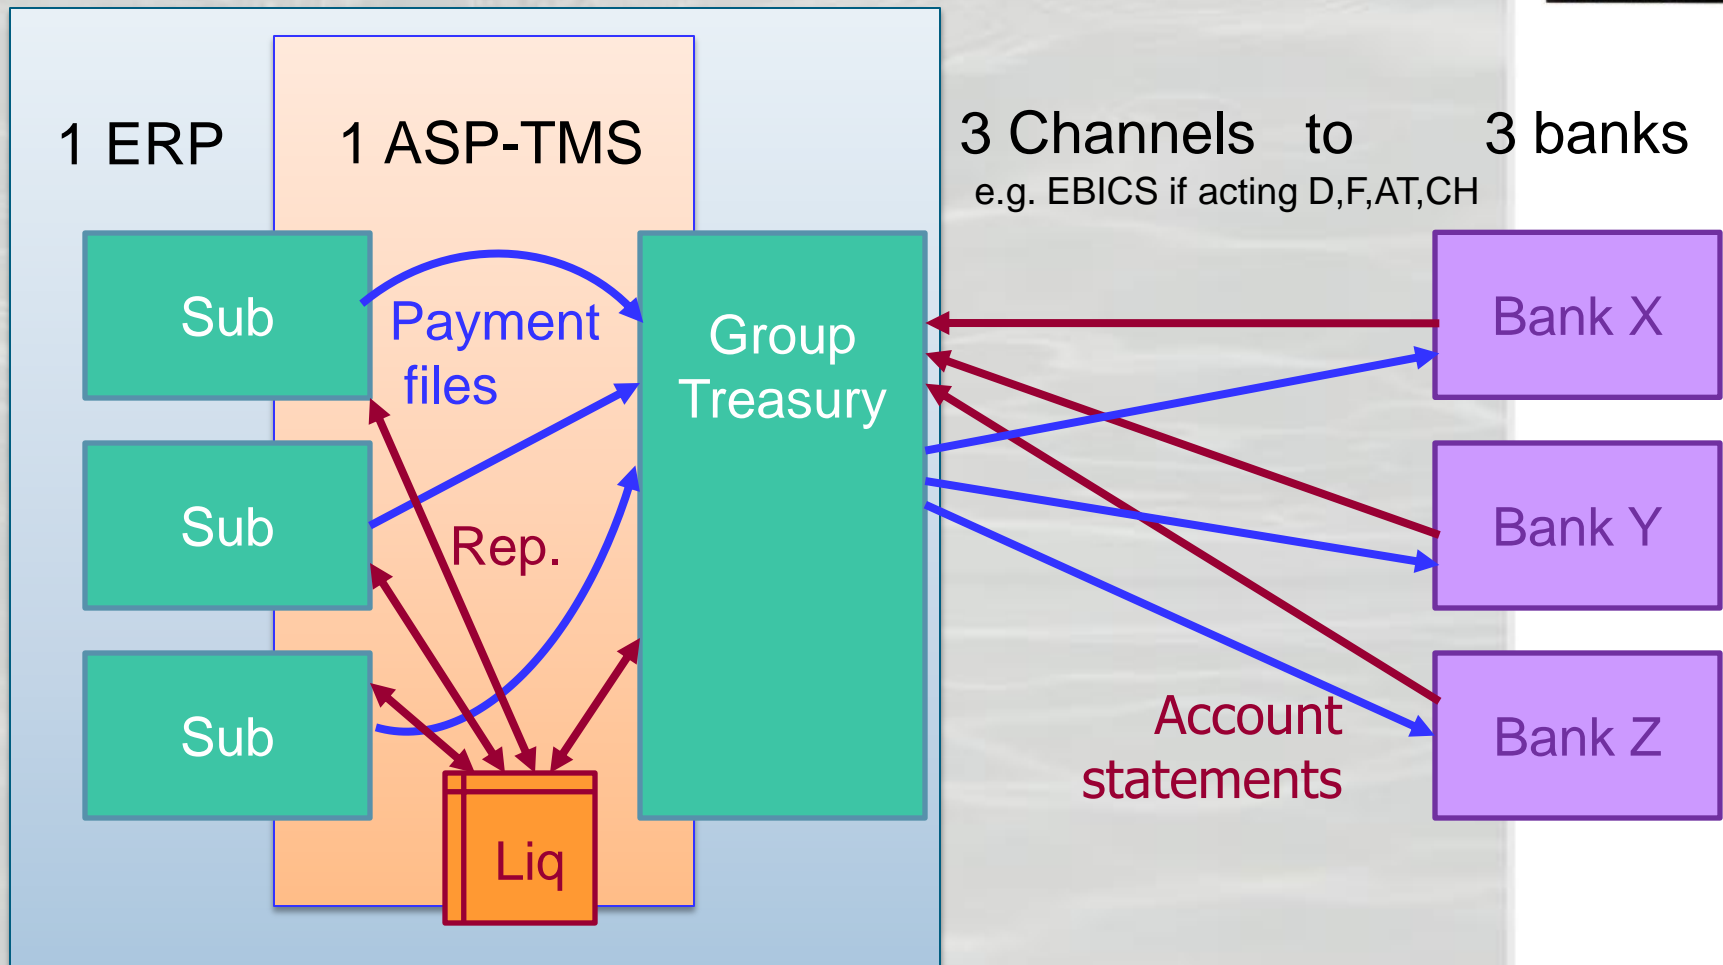 1 ERP
1 ASP-TMS
3 Channels to 3 banks
e.g. EBICS if acting D,F,AT,CH
Sub
Payment
files
Group
Treasury
Bank X
Sub
Rep.
Bank Y
Sub
Account
statements
Bank Z
Liq